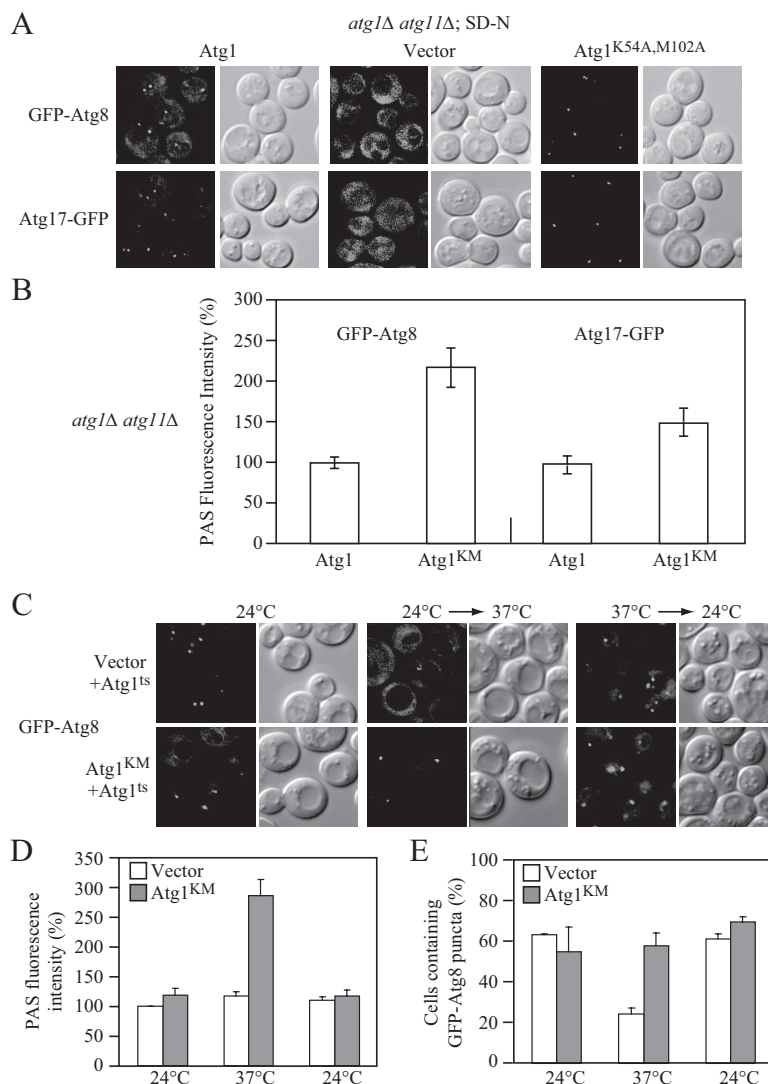 A
atg1Δ atg11Δ; SD-N
Atg1 Vector Atg1K54A,M102A
GFP-Atg8
Atg17-GFP
B
300
250
200
150
100
50
0
PAS Fluorescence Intensity (%)
atg1Δ atg11Δ
GFP-Atg8 Atg17-GFP
Atg1 Atg1KM Atg1 Atg1KM
C
24°C 24°C → 37°C 37°C → 24°C
Vector
+Atg1ts
GFP-Atg8
Atg1KM
+Atg1ts
D
350
300
250
200
150
100
50
0
PAS fluorescence
intensity (%)
Vector
Atg1KM
24°C 37°C 24°C
E
100
80
60
40
20
0
Cells containing
GFP-Atg8 puncta (%)
Vector
Atg1KM
24°C 37°C 24°C